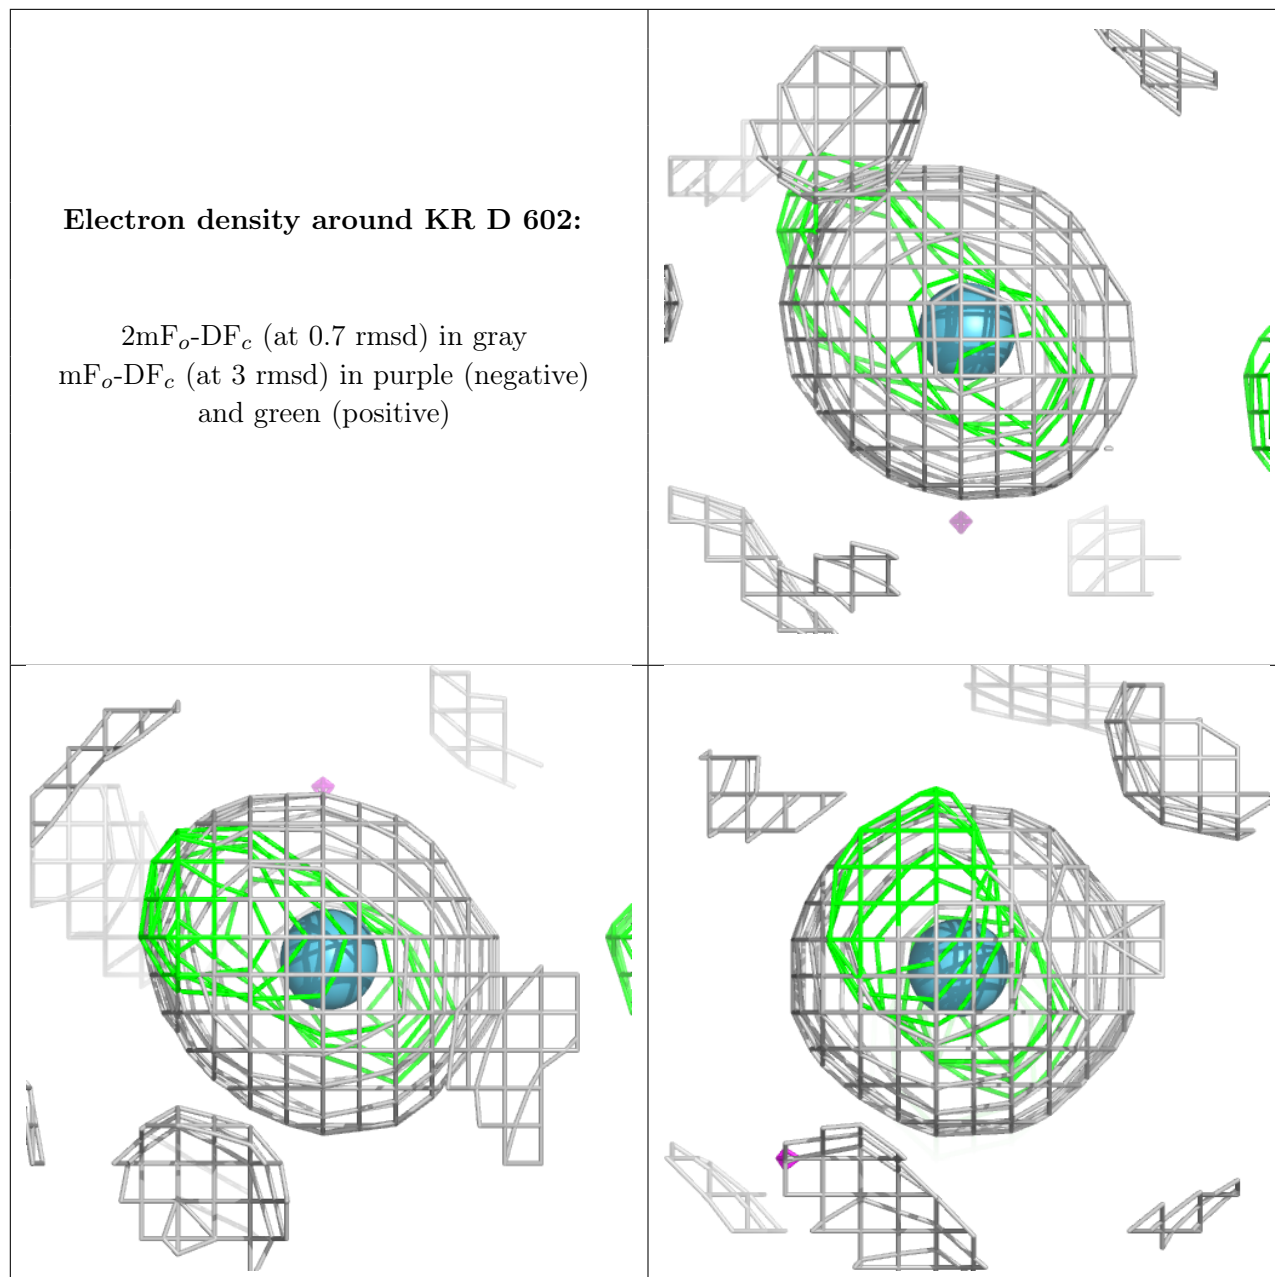 Electron density around KR D 602:
2mFo-DFc (at 0.7 rmsd) in gray
mFo-DFc (at 3 rmsd) in purple (negative)
and green (positive)